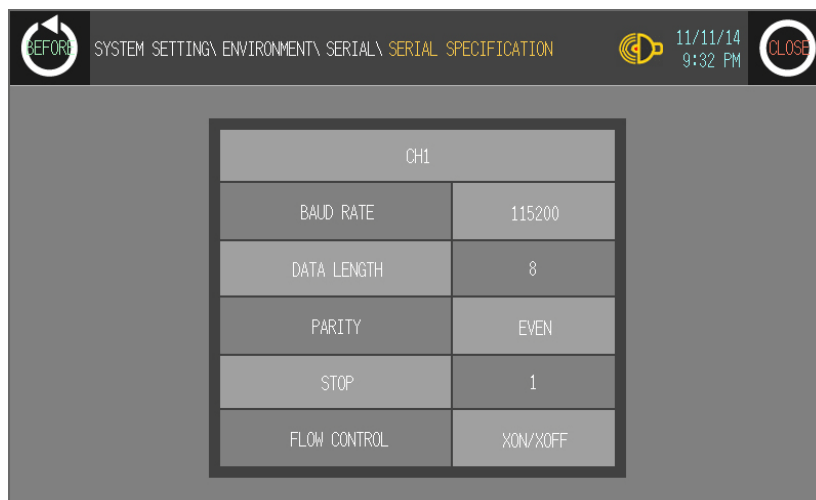 BEFORE
SYSTEM SETTING\ ENVIRONMENT\ SERIAL\ SERIAL SPECIFICATION
11/11/14
9:32 PM
CLOSE
CH1
BAUD RATE 115200
DATA LENGTH 8
PARITY EVEN
STOP 1
FLOW CONTROL XON/XOFF